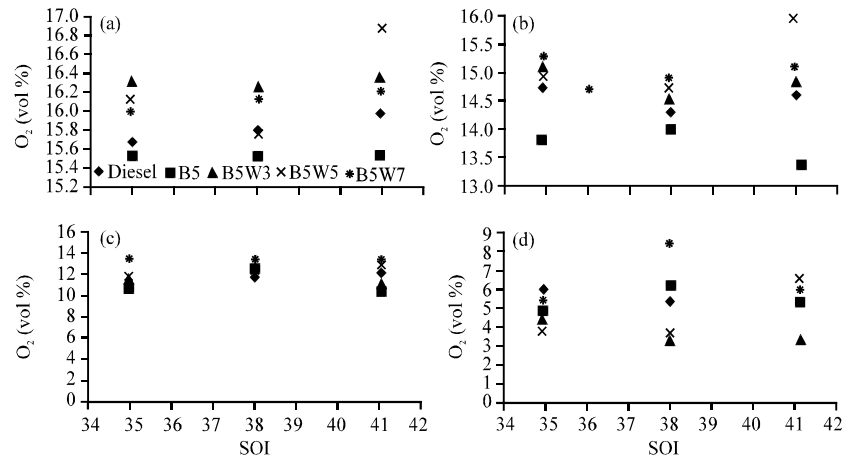 (a)
O₂ (vol %)
17.0
16.8
16.6
16.4
16.2
16.0
15.8
15.6
15.4
15.2
Diesel B5 B5W3 B5W5 B5W7
(b)
O₂ (vol %)
16.0
15.5
15.0
14.5
14.0
13.5
13.0
(c)
O₂ (vol %)
16
14
12
10
8
6
4
2
0
34 35 36 37 38 39 40 41 42
SOI
(d)
O₂ (vol %)
9
8
7
6
5
4
3
2
1
0
34 35 36 37 38 39 40 41 42
SOI